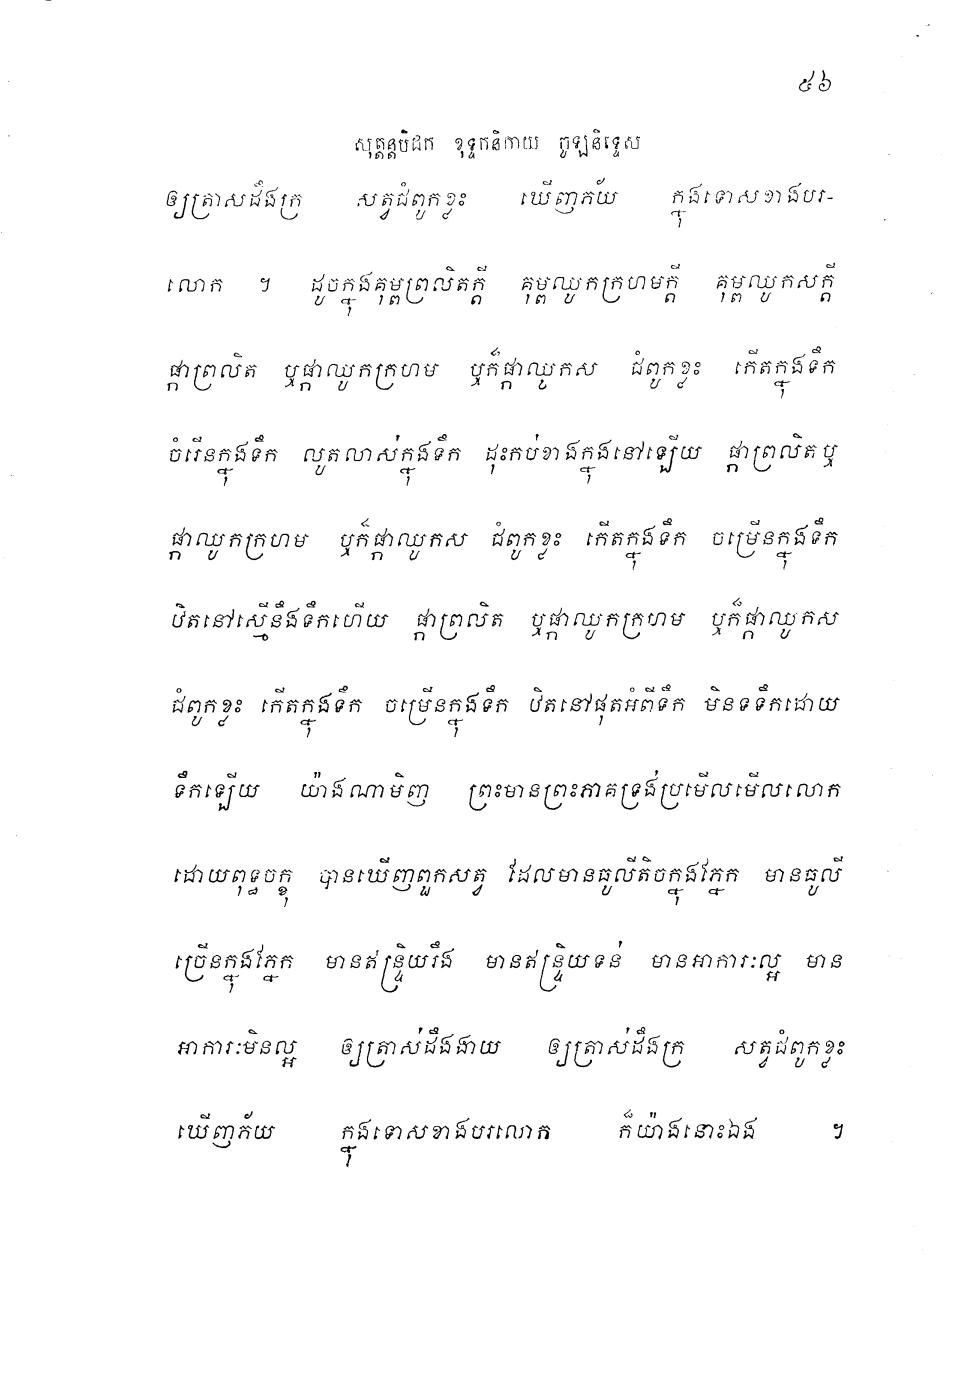 ៥៦
សុត្តន្តបិដក ខុទ្ទកនិកាយ ចូឡនិទ្ទេស
ឲ្យត្រាស់ដឹងក្រ សត្វជំពូកខ្លះ ឃើញភ័យ ក្នុងទោសខាងបរ-
លោក ។ ដូចក្នុងគុម្ពព្រលិតក្តី គុម្ពឈូកក្រហមក្តី គុម្ពឈូកសក្តី
ផ្កាព្រលិត ឬផ្កាឈូកក្រហម ឬក៏ផ្កាឈូកស ជំពូកខ្លះ កើតក្នុងទឹក
ចំរើនក្នុងទឹក លូតលាស់ក្នុងទឹក ដុះកប់ខាងក្នុងនៅឡើយ ផ្កាព្រលិតឬ
ផ្កាឈូកក្រហម ឬក៏ផ្កាឈូកស ជំពូកខ្លះ កើតក្នុងទឹក ចម្រើនក្នុងទឹក
ឋិតនៅស្មើនឹងទឹកហើយ ផ្កាព្រលិត ឬផ្កាឈូកក្រហម ឬក៏ផ្កាឈូកស
ជំពូកខ្លះ កើតក្នុងទឹក ចម្រើនក្នុងទឹក ឋិតនៅផុតអំពីទឹក មិនទទឹកដោយ
ទឹកឡើយ យ៉ាងណាមិញ ព្រះមានព្រះភាគទ្រង់ប្រមើលមើលលោក
ដោយពុទ្ធចក្ខុ បានឃើញពួកសត្វ ដែលមានធូលីតិចក្នុងភ្នែក មានធូលី
ច្រើនក្នុងភ្នែក មានឥន្ទ្រិយរឹង មានឥន្ទ្រិយទន់ មានអាការៈល្អ មាន
អាការៈមិនល្អ ឲ្យត្រាស់ដឹងងាយ ឲ្យត្រាស់ដឹងក្រ សត្វជំពូកខ្លះ
ឃើញភ័យ ក្នុងទោសខាងបរលោក ក៏យ៉ាងនោះឯង ។